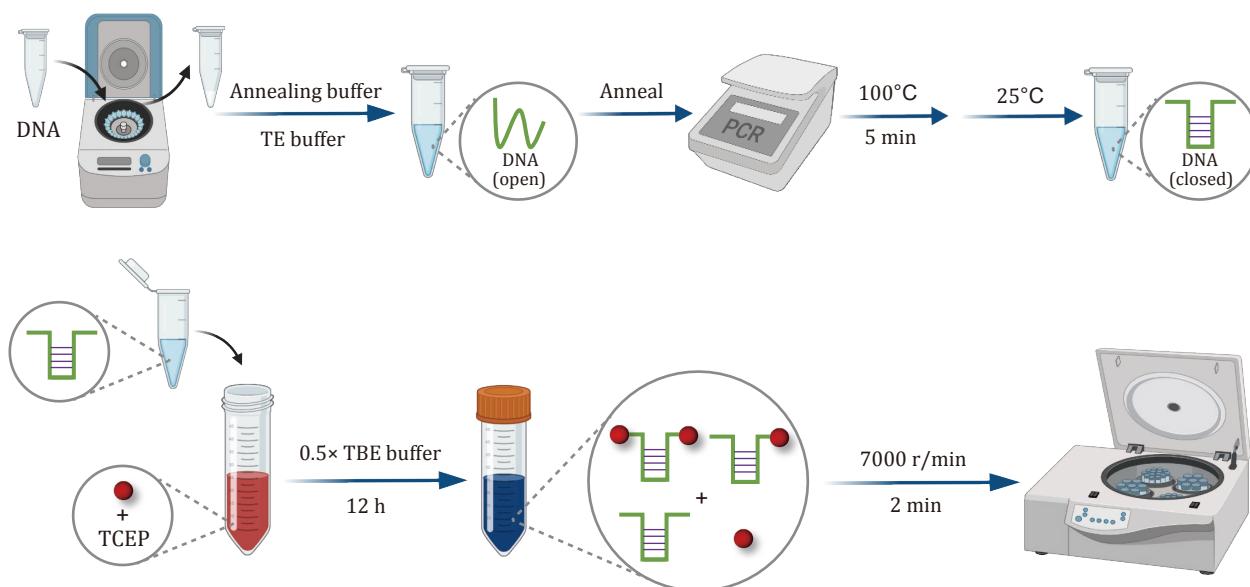 DNA
Annealing buffer
TE buffer
DNA
(open)
Anneal
PCR
100°C
5 min
25°C
DNA
(closed)
+
TCEP
0.5× TBE buffer
12 h
+
7000 r/min
2 min